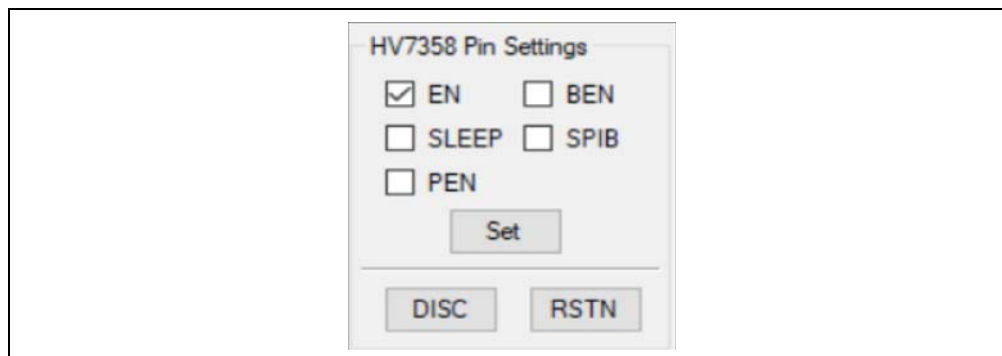 HV7358 Pin Settings
EN BEN
SLEEP SPIB
PEN
Set
DISC RSTN